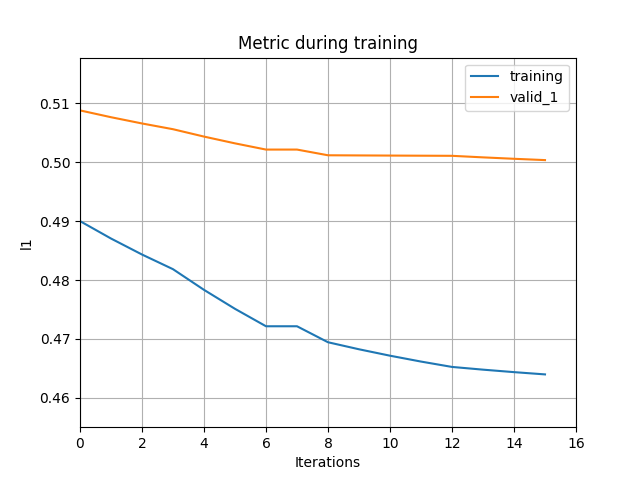 Metric during training
training
valid_1
0.51
0.50
0.49
0.48
0.47
0.46
l1
0 2 4 6 8 10 12 14 16
Iterations